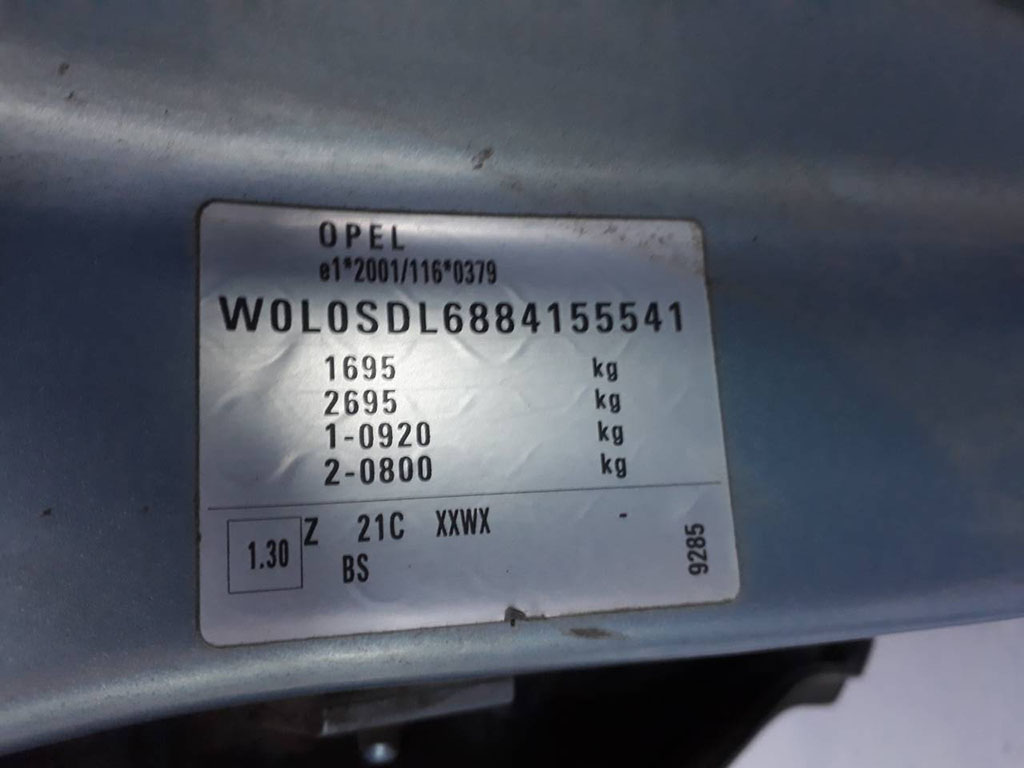 OPEL
e1*2001/116*0379
W0L0SDL6884155541
1695 kg
2695 kg
1-0920 kg
2-0800 kg
1.30 Z 21C XXWX -
BS
9285